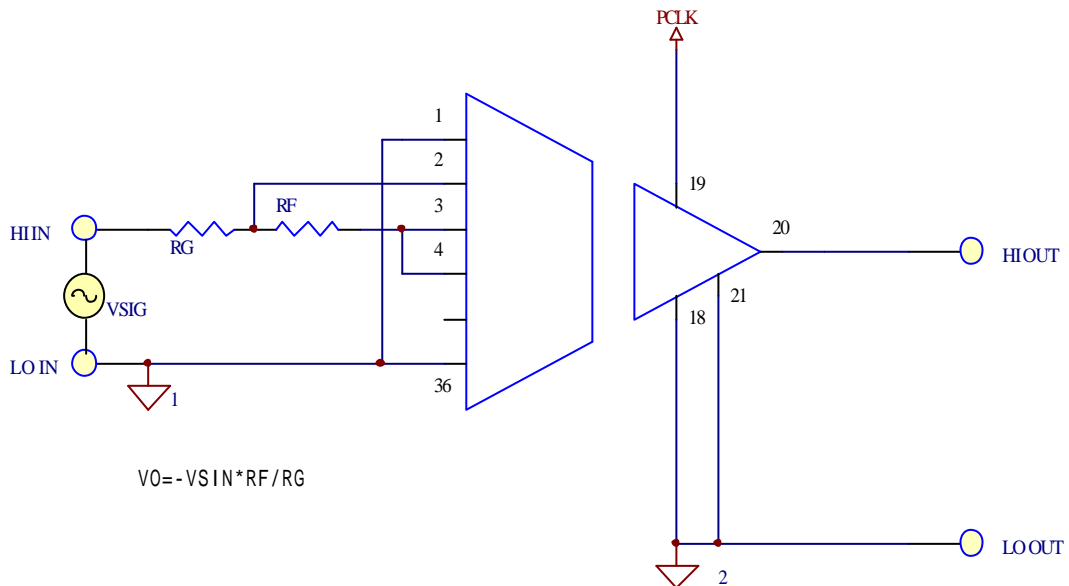 PCLK
1
2
19
3
RF
20
HI IN
RG
4
HI OUT
21
VSIG
18
LO IN
36
1
VO=-VSIN*RF/RG
LO OUT
2